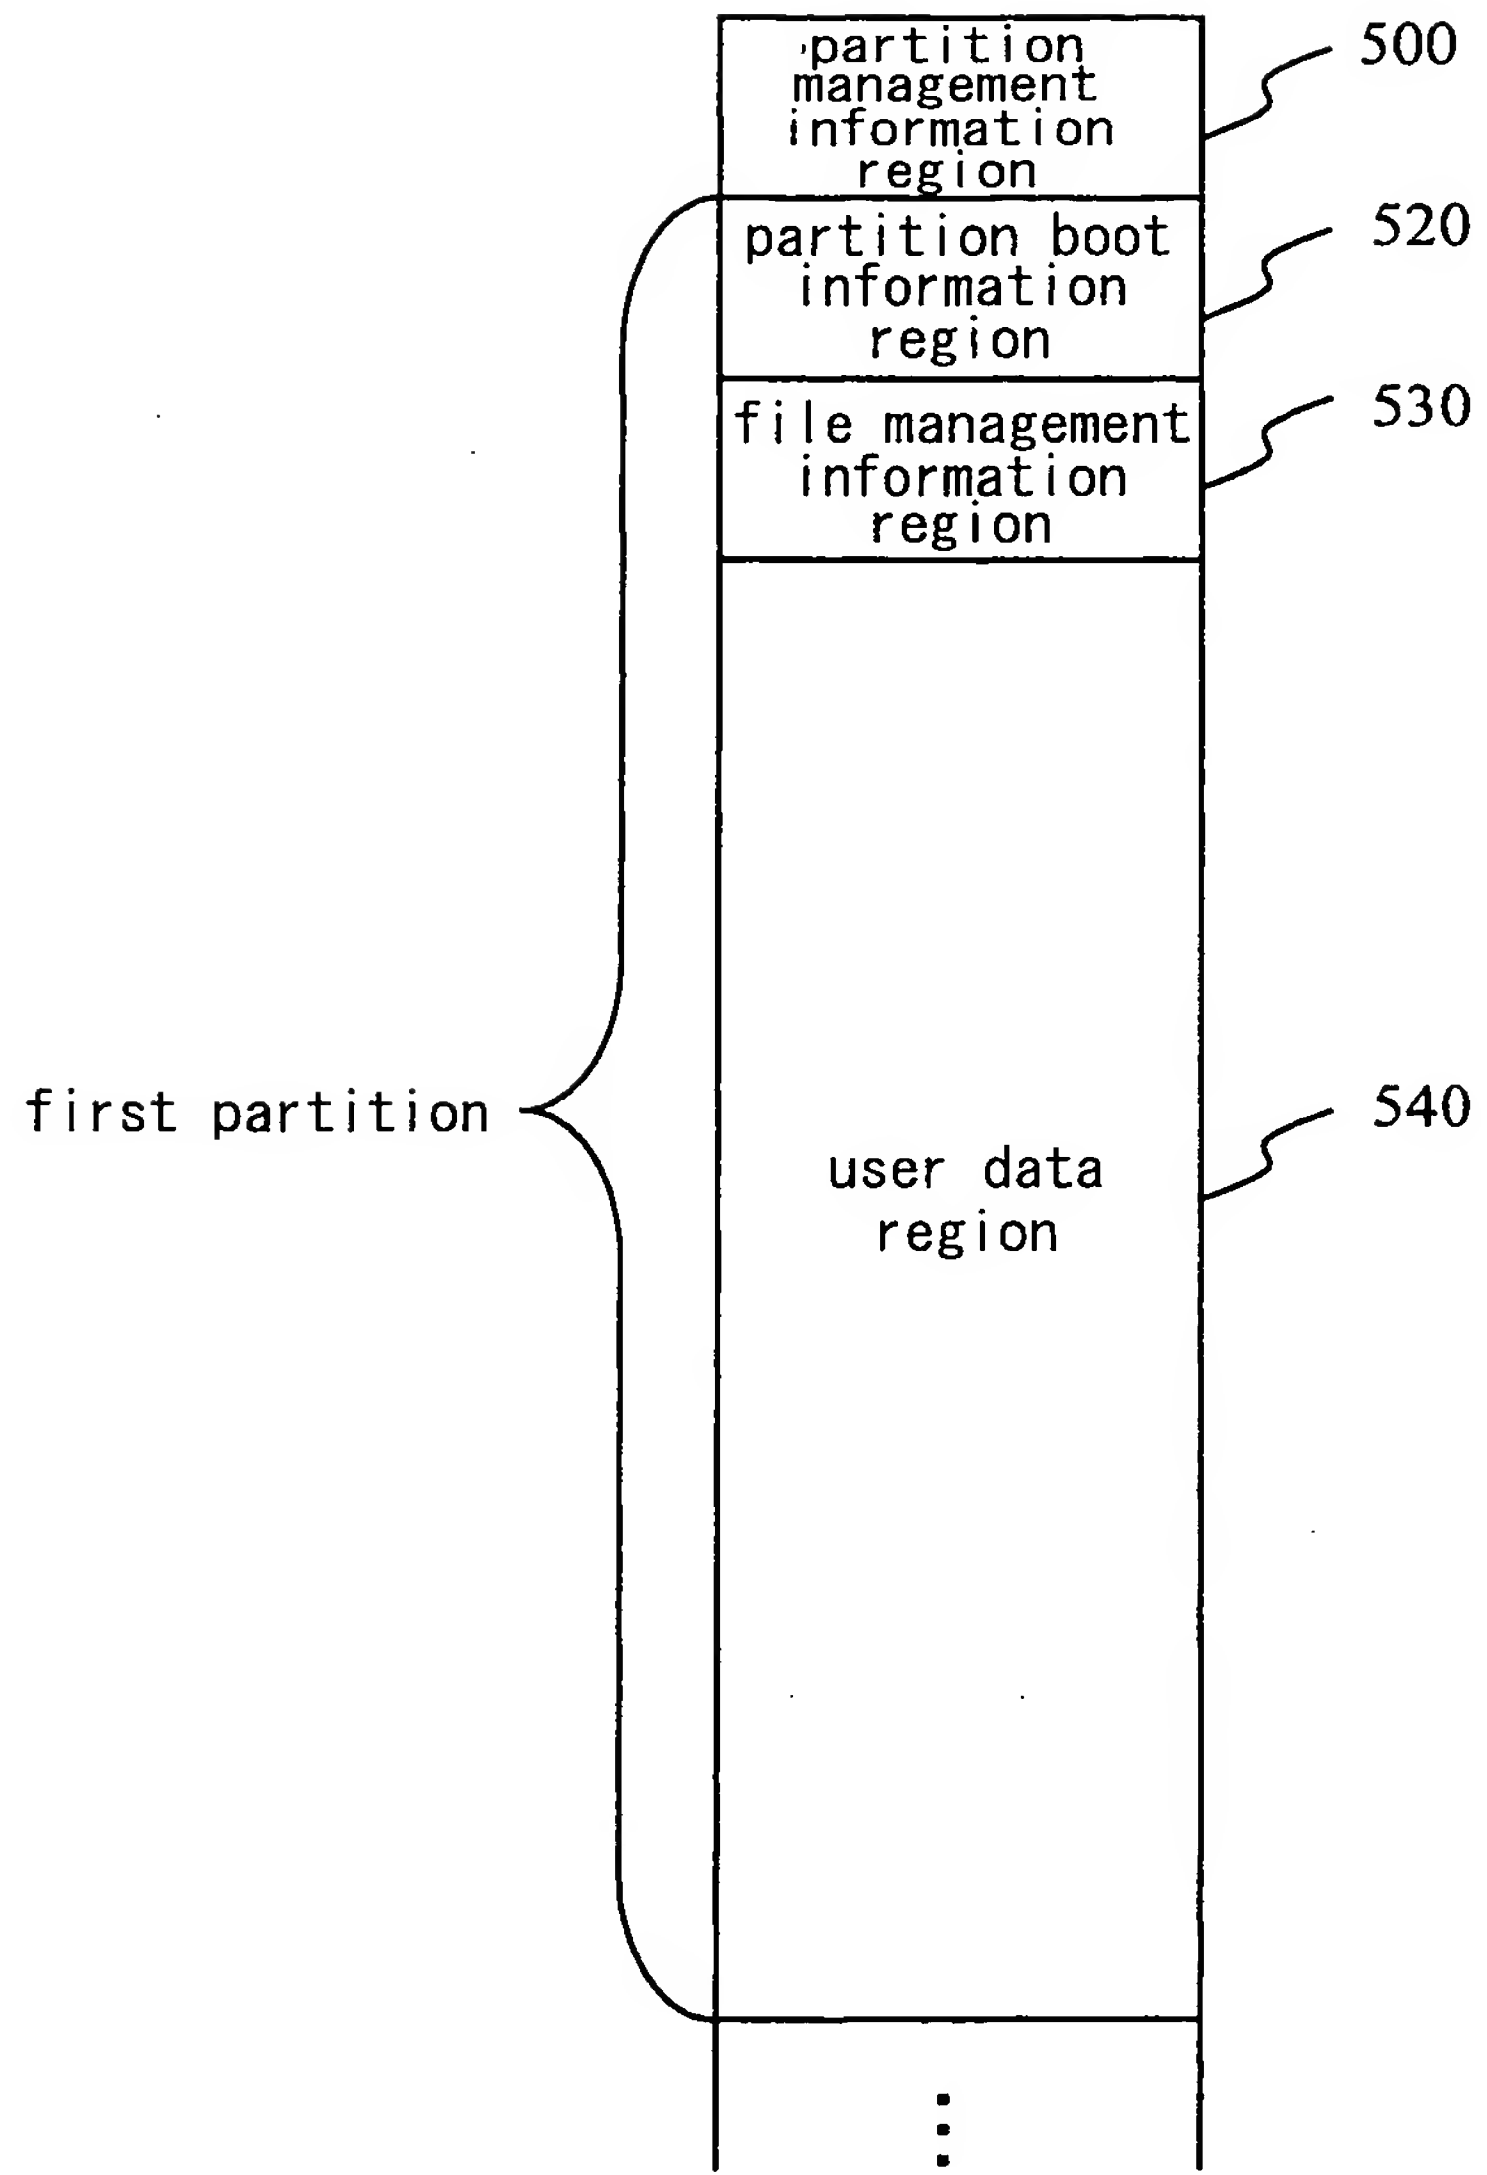 partition
management
information
region
500
partition boot
information
region
520
file management
information
region
530
first partition
user data
region
540